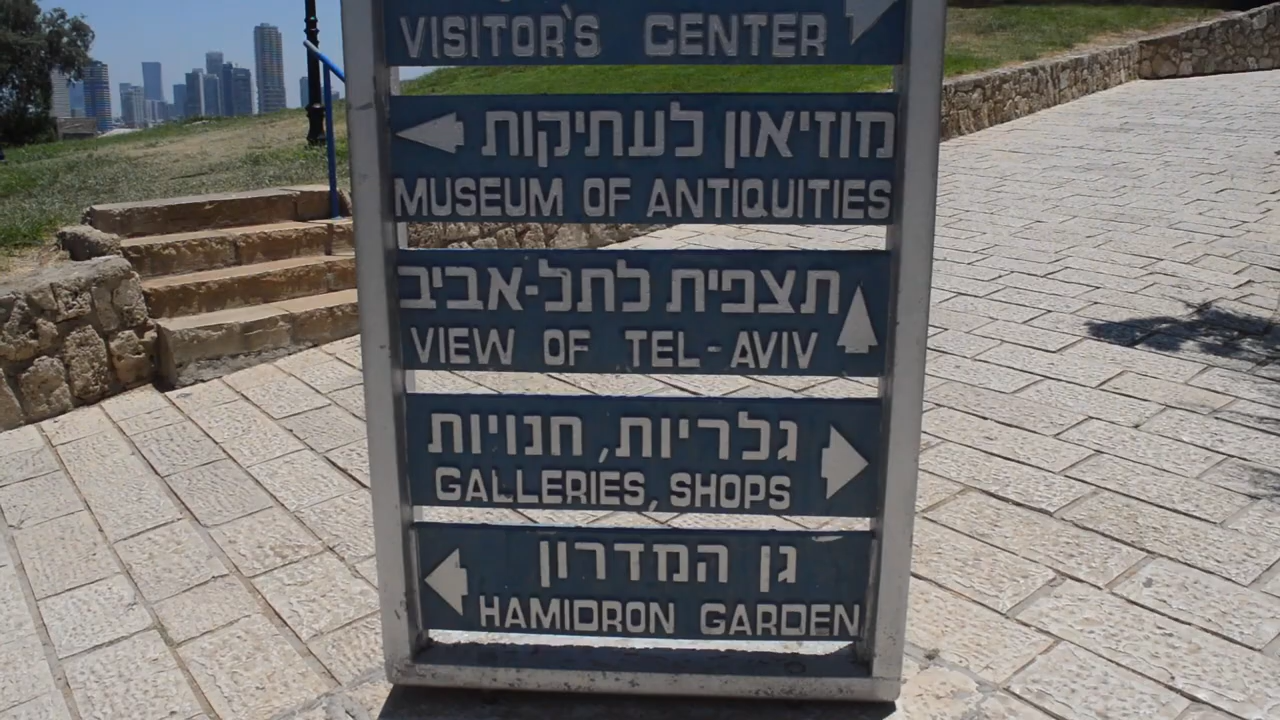 VISITOR'S CENTER
מוזיאון לעתיקות
MUSEUM OF ANTIQUITIES
תצפית לתל-אביב
VIEW OF TEL-AVIV
גלריות, חנויות
GALLERIES, SHOPS
גן המדרון
HAMIDRON GARDEN